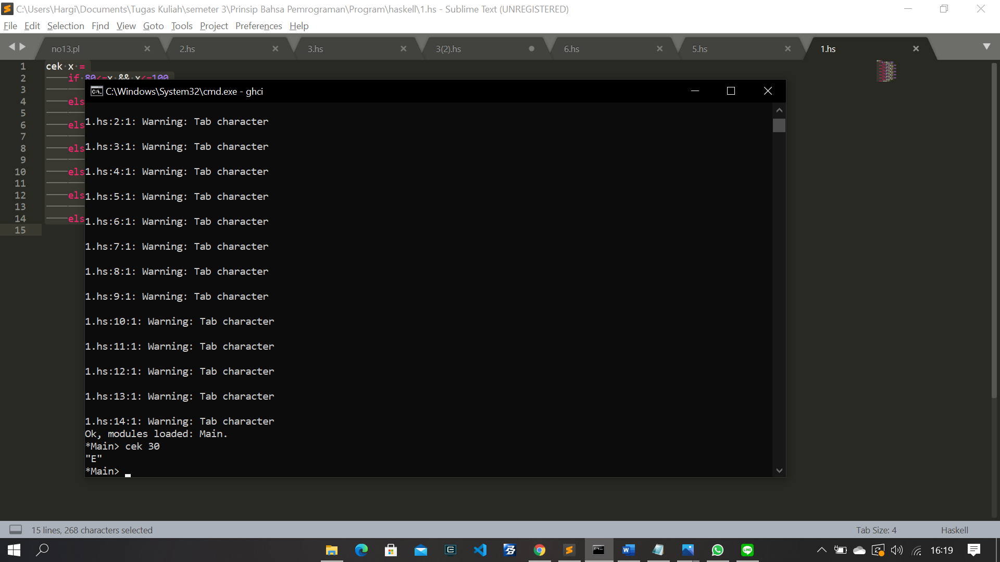 C:\Users\Hargi\Documents\Tugas Kuliah\semeter 3\Prinsip Bahsa Pemrograman\Program\haskell\1.hs - Sublime Text (UNREGISTERED)
File Edit Selection Find View Goto Tools Project Preferences Help
no13.pl 2.hs 3.hs 3(2).hs 6.hs 5.hs 1.hs
1 cek x =
2 if 80<=x && x<=100
3
4 els
5
6 els
7
8 els
9
10 els
11
12 els
13
14 els
15
C:\Windows\System32\cmd.exe - ghci
1.hs:2:1: Warning: Tab character
1.hs:3:1: Warning: Tab character
1.hs:4:1: Warning: Tab character
1.hs:5:1: Warning: Tab character
1.hs:6:1: Warning: Tab character
1.hs:7:1: Warning: Tab character
1.hs:8:1: Warning: Tab character
1.hs:9:1: Warning: Tab character
1.hs:10:1: Warning: Tab character
1.hs:11:1: Warning: Tab character
1.hs:12:1: Warning: Tab character
1.hs:13:1: Warning: Tab character
1.hs:14:1: Warning: Tab character
Ok, modules loaded: Main.
*Main> cek 30
"E"
*Main>
15 lines, 268 characters selected
Tab Size: 4 Haskell
16:19